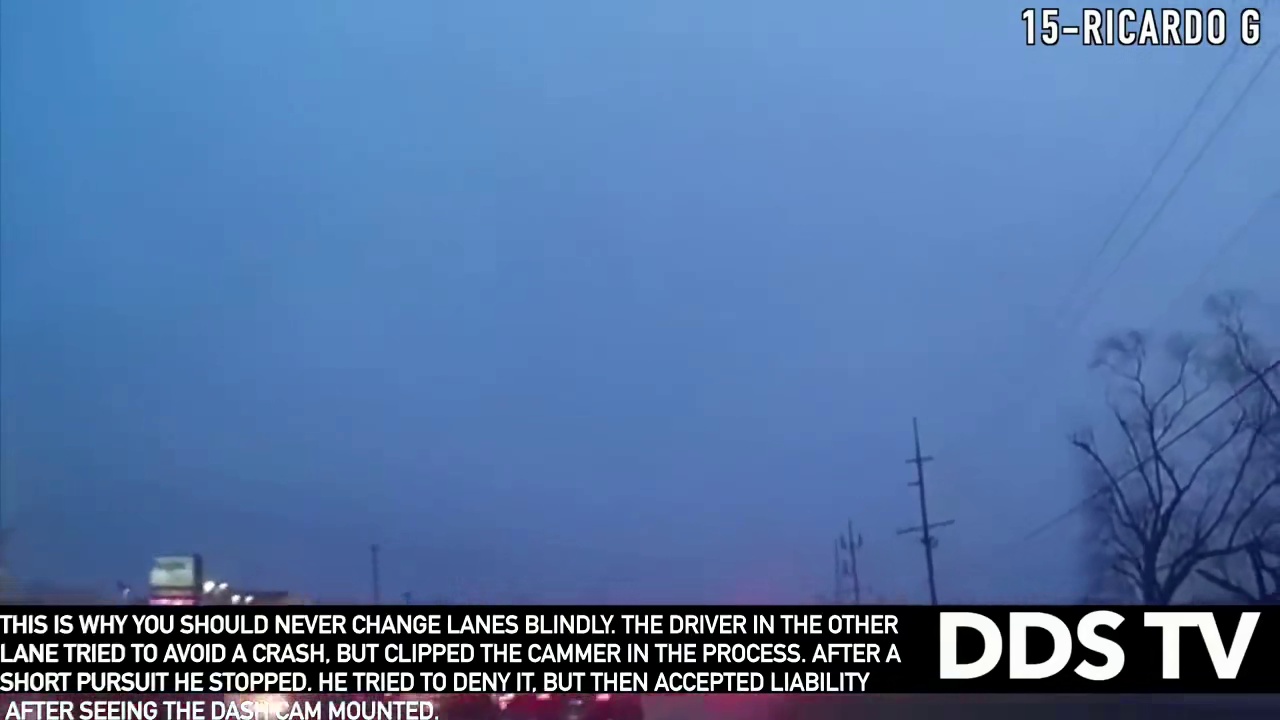 15-RICARDO G
THIS IS WHY YOU SHOULD NEVER CHANGE LANES BLINDLY. THE DRIVER IN THE OTHER
LANE TRIED TO AVOID A CRASH, BUT CLIPPED THE CAMMER IN THE PROCESS. AFTER A
SHORT PURSUIT HE STOPPED. HE TRIED TO DENY IT, BUT THEN ACCEPTED LIABILITY
AFTER SEEING THE DASH CAM MOUNTED.
DDS TV